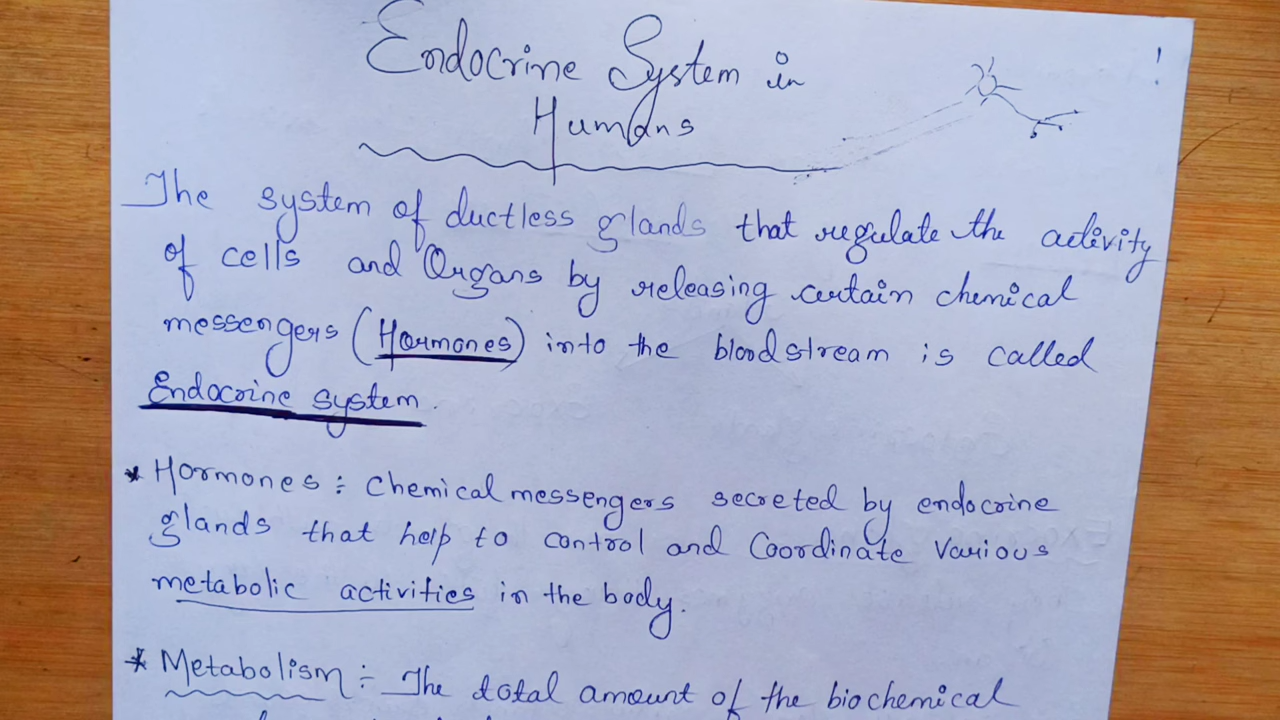 Endocrine System in
Humans
!
The system of ductless glands that regulate the activity
of cells and Organs by releasing certain chemical
messengers (Hormones) into the bloodstream is called
Endocrine system.
* Hormones : Chemical messengers secreted by endocrine
glands that help to control and Coordinate Various
metabolic activities in the body.
* Metabolism :- The total amount of the biochemical